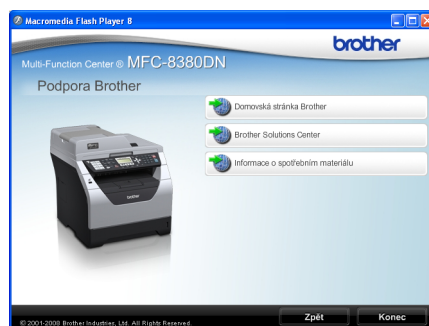 Macromedia Flash Player 8
brother
Multi-Function Center ® MFC-8380DN
Podpora Brother
Domovská stránka Brother
Brother Solutions Center
Informace o spotřebním materiálu
brother
Zpět
Konec
© 2001-2008 Brother Industries, Ltd. All Rights Reserved.